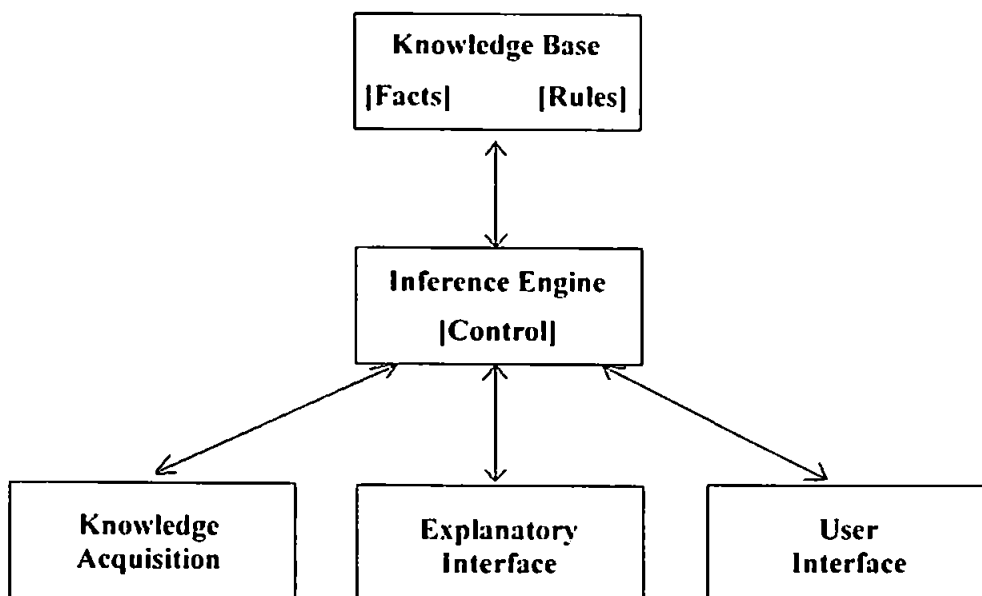 Knowledge Base
[Facts] [Rules]
Inference Engine
[Control]
Knowledge
Acquisition
Explanatory
Interface
User
Interface